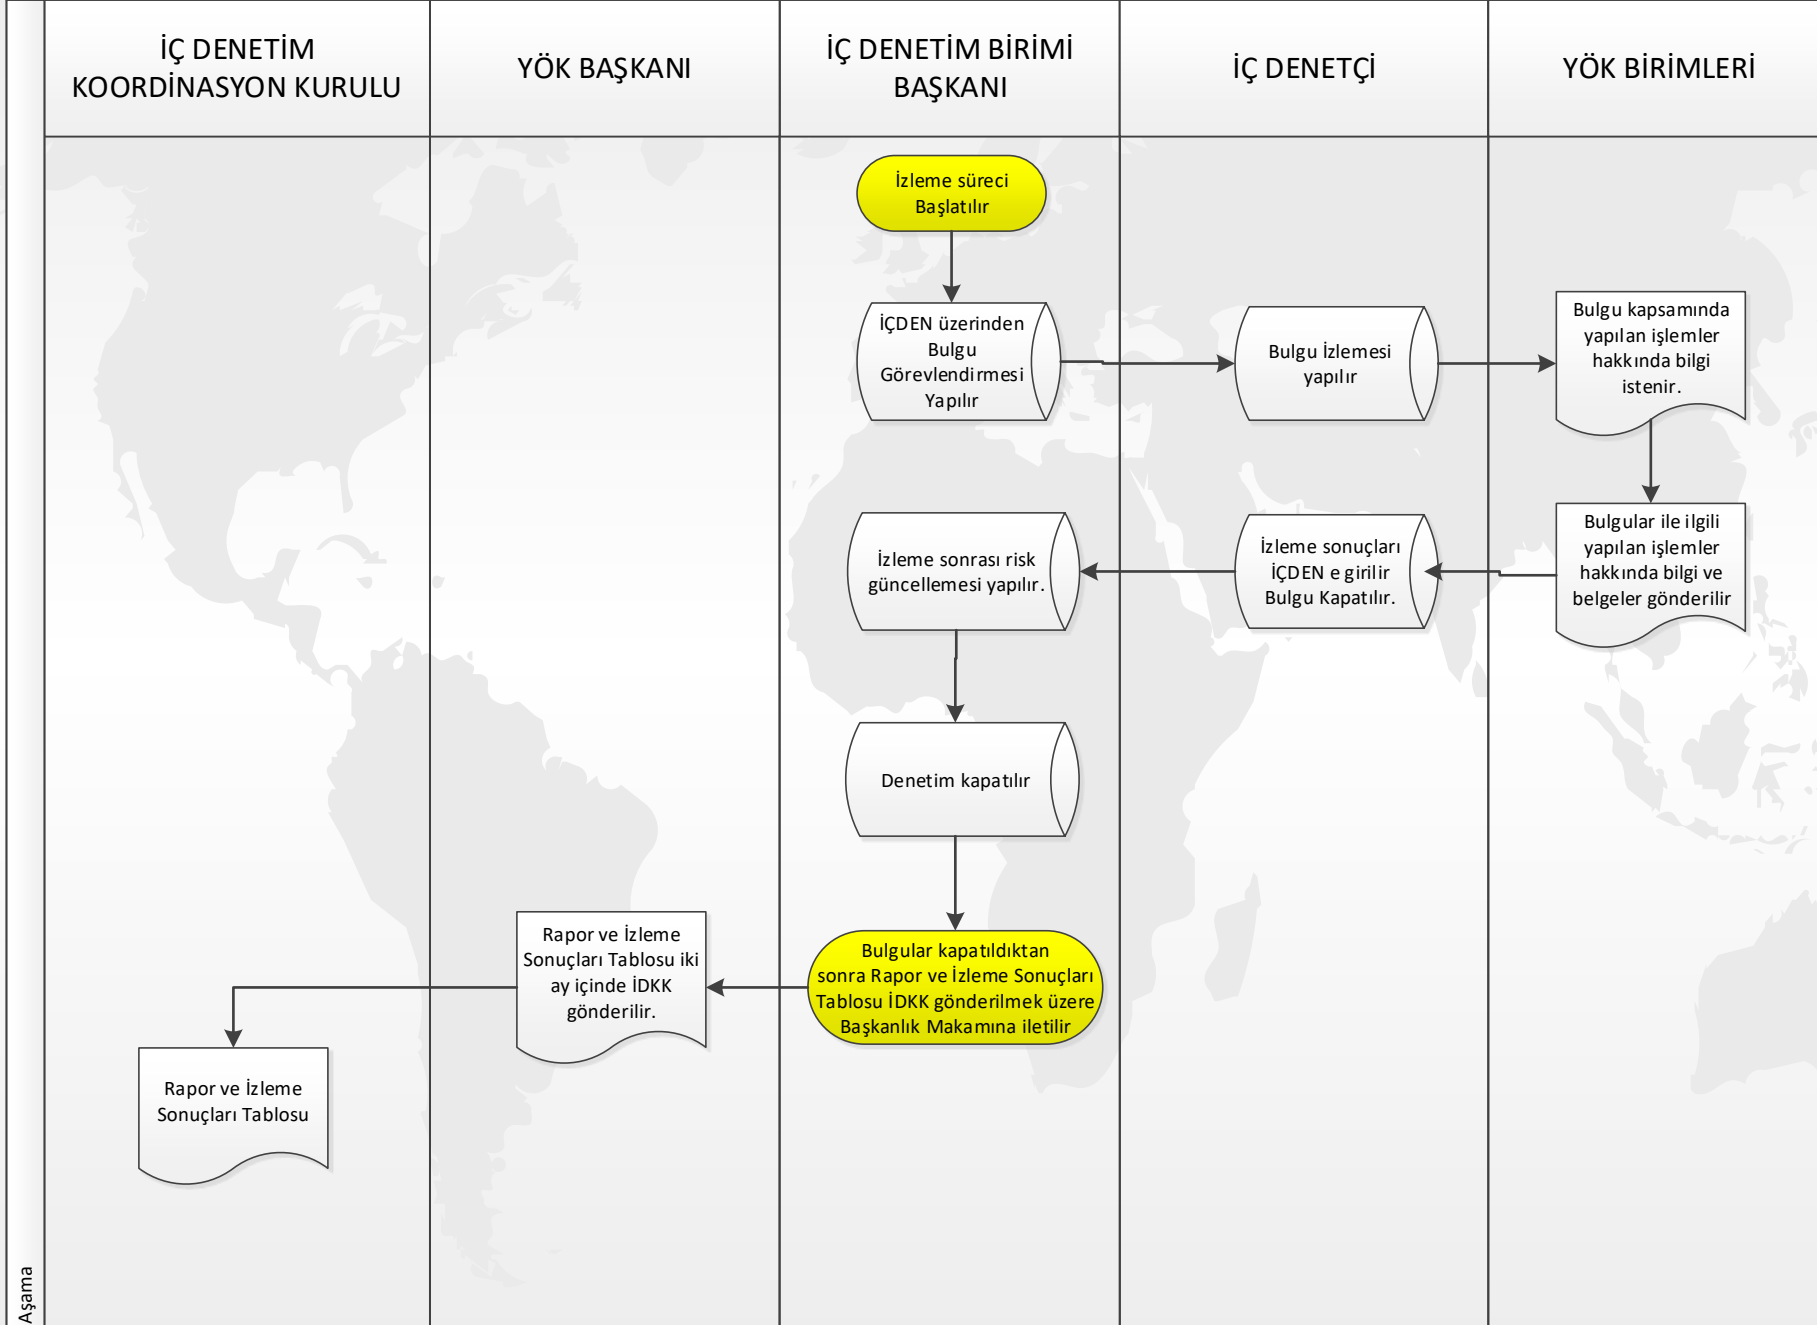 İÇ DENETİM
KOORDİNASYON KURULU
YÖK BAŞKANI
İÇ DENETİM BİRİMİ
BAŞKANI
İÇ DENETÇİ
YÖK BİRİMLERİ
İzleme süreci
Başlatılır
İÇDEN üzerinden
Bulgu
Görevlendirmesi
Yapılır
Bulgu İzlemesi
yapılır
Bulgu kapsamında
yapılan işlemler
hakkında bilgi
istenir.
Bulgular ile ilgili
yapılan işlemler
hakkında bilgi ve
belgeler gönderilir
İzleme sonuçları
İÇDEN e girilir
Bulgu Kapatılır.
İzleme sonrası risk
güncellemesi yapılır.
Denetim kapatılır
Bulgular kapatıldıktan
sonra Rapor ve İzleme Sonuçları
Tablosu İDKK gönderilmek üzere
Başkanlık Makamına iletilir
Rapor ve İzleme
Sonuçları Tablosu iki
ay içinde İDKK
gönderilir.
Rapor ve İzleme
Sonuçları Tablosu
Aşama